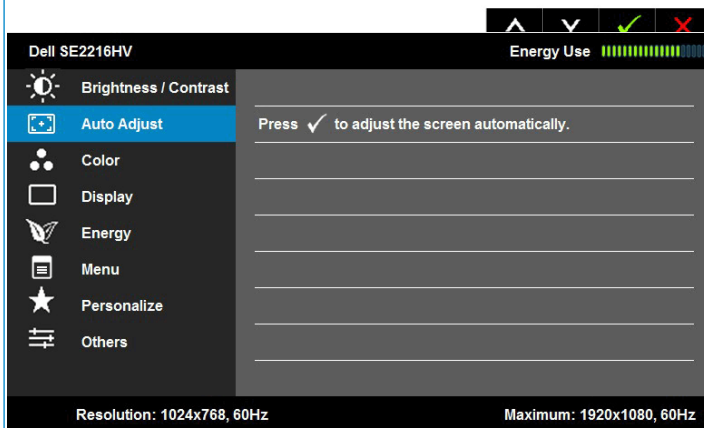 Dell SE2216HV Energy Use
Brightness / Contrast
Auto Adjust Press ✓ to adjust the screen automatically.
Color
Display
Energy
Menu
Personalize
Others
Resolution: 1024x768, 60Hz Maximum: 1920x1080, 60Hz